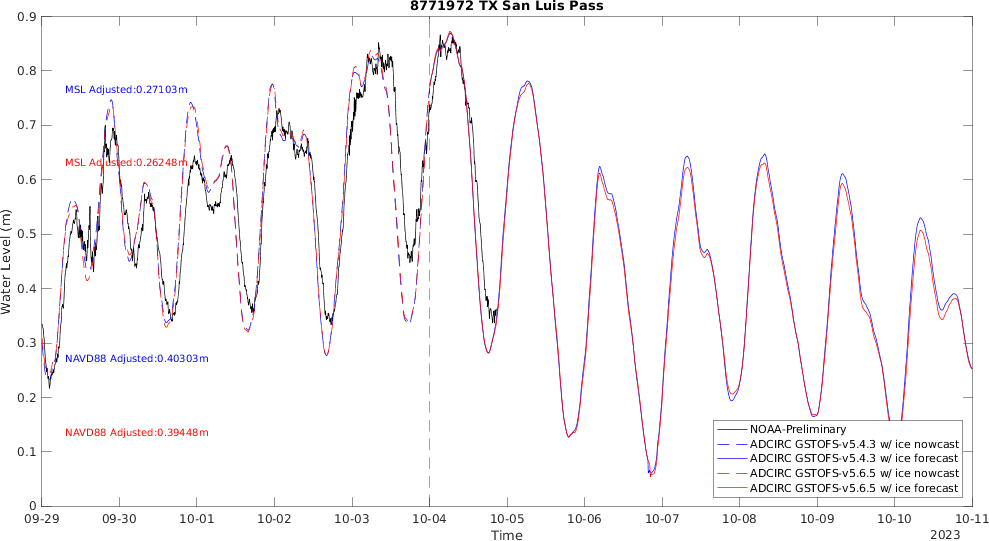 8771972 TX San Luis Pass
0.9
0.8
0.7
0.6
0.5
0.4
0.3
0.2
0.1
0
Water Level (m)
MSL Adjusted:0.27103m
MSL Adjusted:0.26248m
NAVD88 Adjusted:0.40303m
NAVD88 Adjusted:0.39448m
NOAA-Preliminary
ADCIRC GSTOFS-v5.4.3 w/ ice nowcast
ADCIRC GSTOFS-v5.4.3 w/ ice forecast
ADCIRC GSTOFS-v5.6.5 w/ ice nowcast
ADCIRC GSTOFS-v5.6.5 w/ ice forecast
09-29 09-30 10-01 10-02 10-03 10-04 10-05 10-06 10-07 10-08 10-09 10-10 10-11
Time
2023